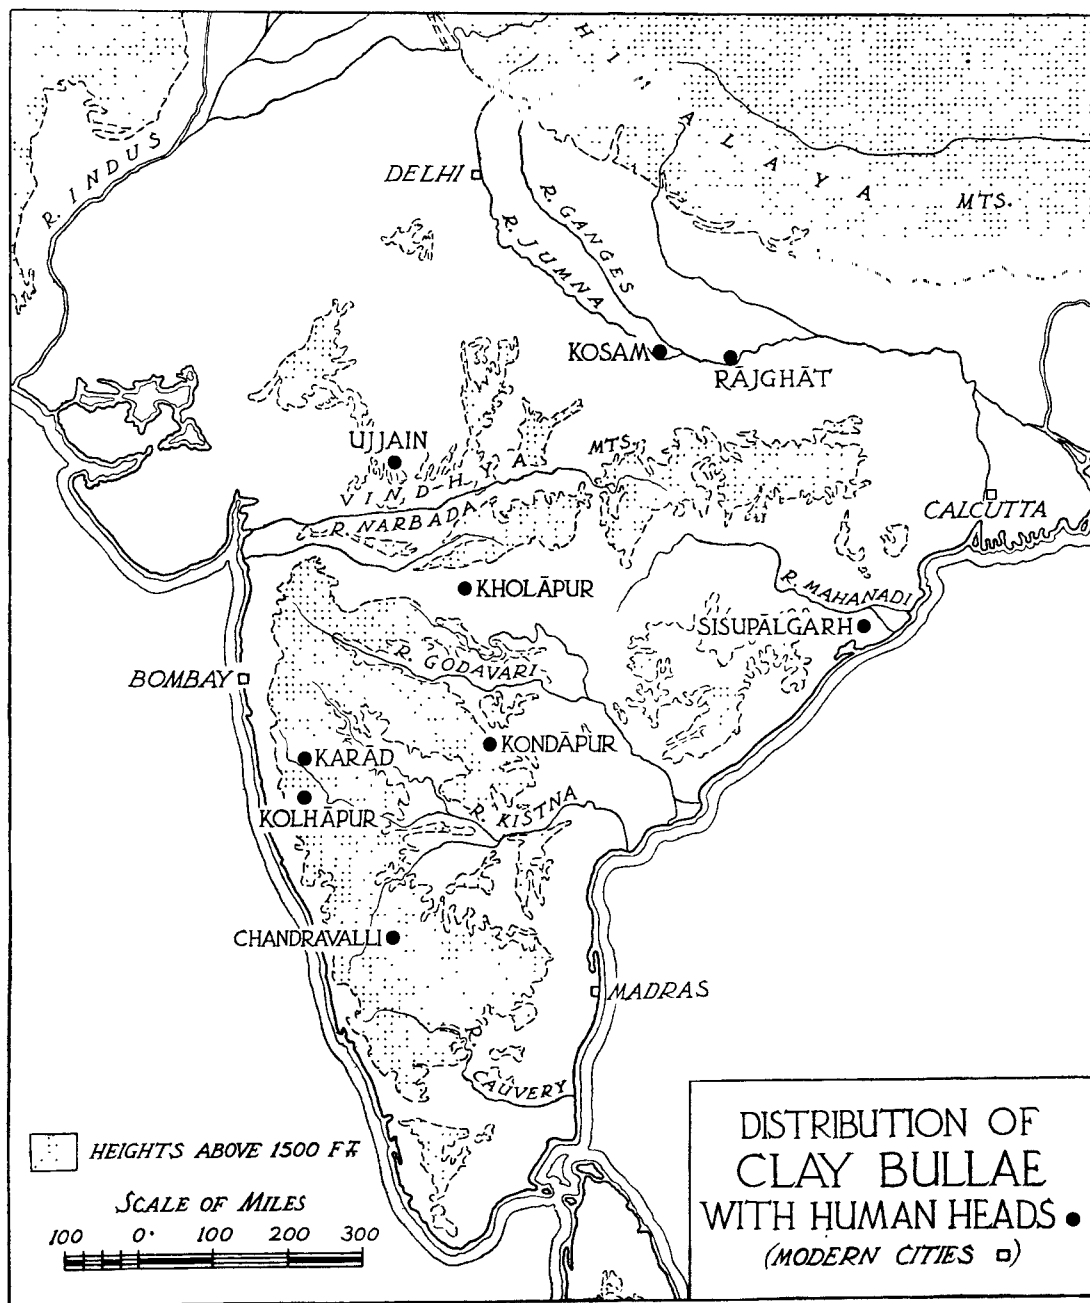 HIMALAYA
MTS.
R. INDUS
DELHI
R. GANGES
R. JUMNA
KOSAM
RĀJGHĀT
UJJAIN
VINDHYA
MTS.
R. NARBADA
CALCUTTA
KHOLĀPUR
R. MAHANADI
SISUPĀLGARH
R. GODAVARI
BOMBAY
KONDĀPUR
KARĀD
KOLHĀPUR
R. KISTNA
CHANDRAVALLI
MADRAS
R. CAUVERY
HEIGHTS ABOVE 1500 FT.
SCALE OF MILES
100 0 100 200 300
DISTRIBUTION OF
CLAY BULLAE
WITH HUMAN HEADS ●
(MODERN CITIES □)